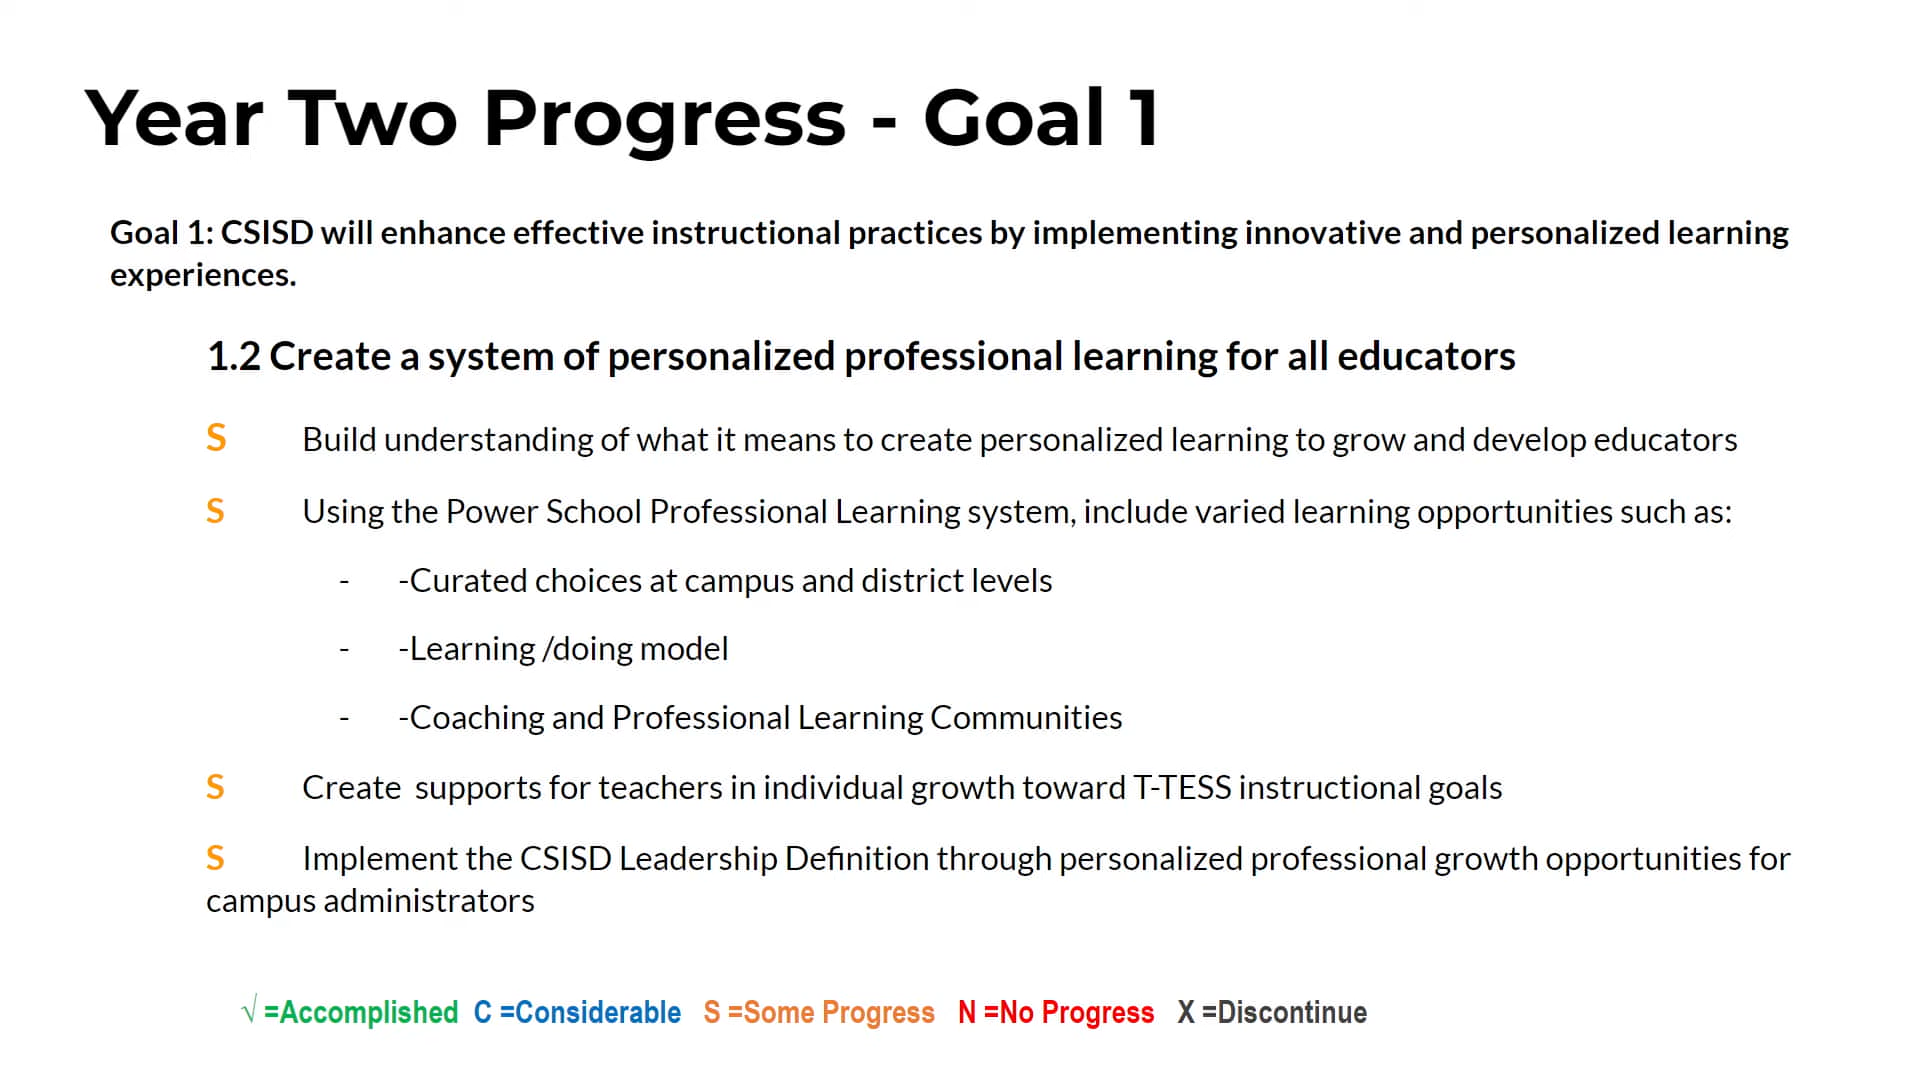 Year Two Progress - Goal 1
Goal 1: CSISD will enhance effective instructional practices by implementing innovative and personalized learning
experiences.
1.2 Create a system of personalized professional learning for all educators
S Build understanding of what it means to create personalized learning to grow and develop educators
S Using the Power School Professional Learning system, include varied learning opportunities such as:
- -Curated choices at campus and district levels
- -Learning /doing model
- -Coaching and Professional Learning Communities
S Create  supports for teachers in individual growth toward T-TESS instructional goals
S Implement the CSISD Leadership Definition through personalized professional growth opportunities for
campus administrators
√ =Accomplished C =Considerable S =Some Progress N =No Progress X =Discontinue